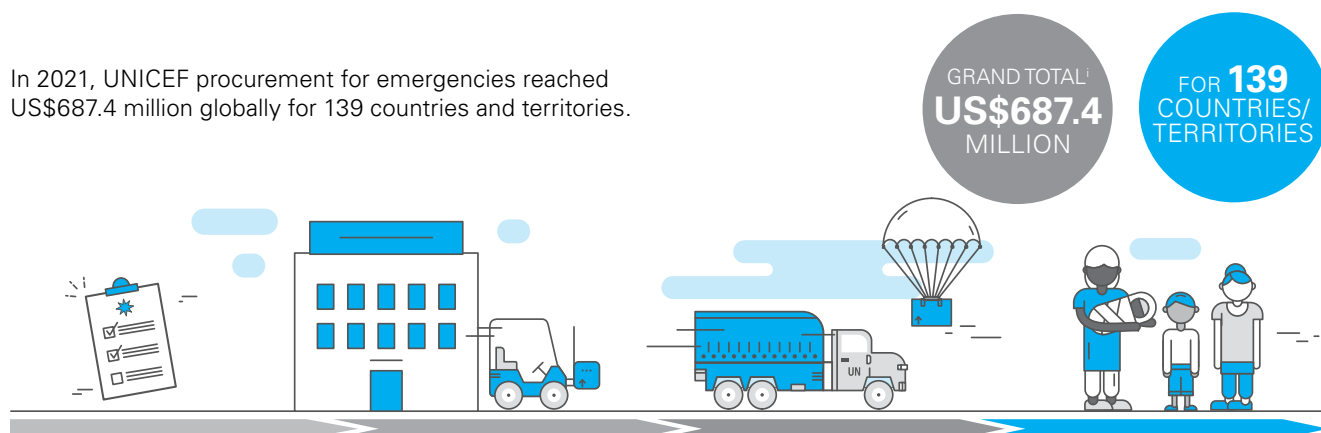 In 2021, UNICEF procurement for emergencies reached
US$687.4 million globally for 139 countries and territories.
GRAND TOTALⁱ
US$687.4
MILLION
FOR 139
COUNTRIES/
TERRITORIES
UN